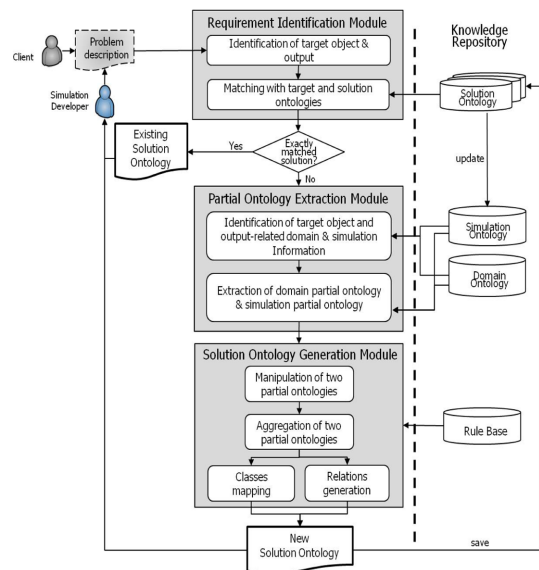 Requirement Identification Module
Knowledge
Repository
Client
Problem
description
Identification of target object &
output
Simulation
Developer
Matching with target and solution
ontologies
Solution
Ontology
Existing
Solution
Ontology
Yes
Exactly
matched
solution?
No
update
Partial Ontology Extraction Module
Identification of target object and
output-related domain & simulation
Information
Simulation
Ontology
Domain
Ontology
Extraction of domain partial ontology
& simulation partial ontology
Solution Ontology Generation Module
Manipulation of two
partial ontologies
Aggregation of two
partial ontologies
Rule Base
Classes
mapping
Relations
generation
New
Solution Ontology
save